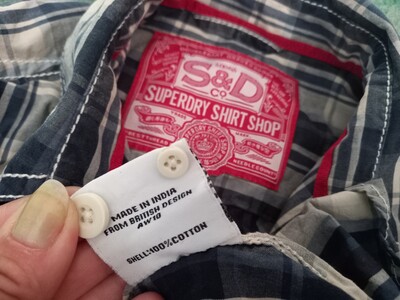 S&D
CO
SUPERDRY SHIRT SHOP
MADE IN INDIA
FROM BRITISH DESIGN
AW10
SHELL:100%COTTON